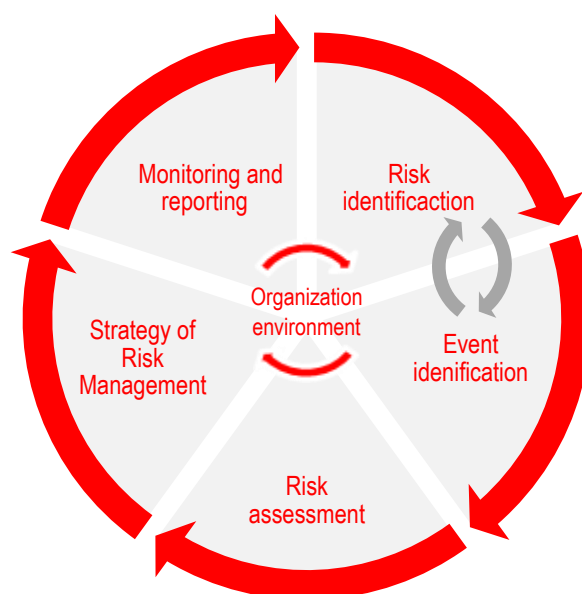 Monitoring and
reporting
Risk
identificaction
Organization
environment
Strategy of
Risk
Management
Event
idenification
Risk
assessment